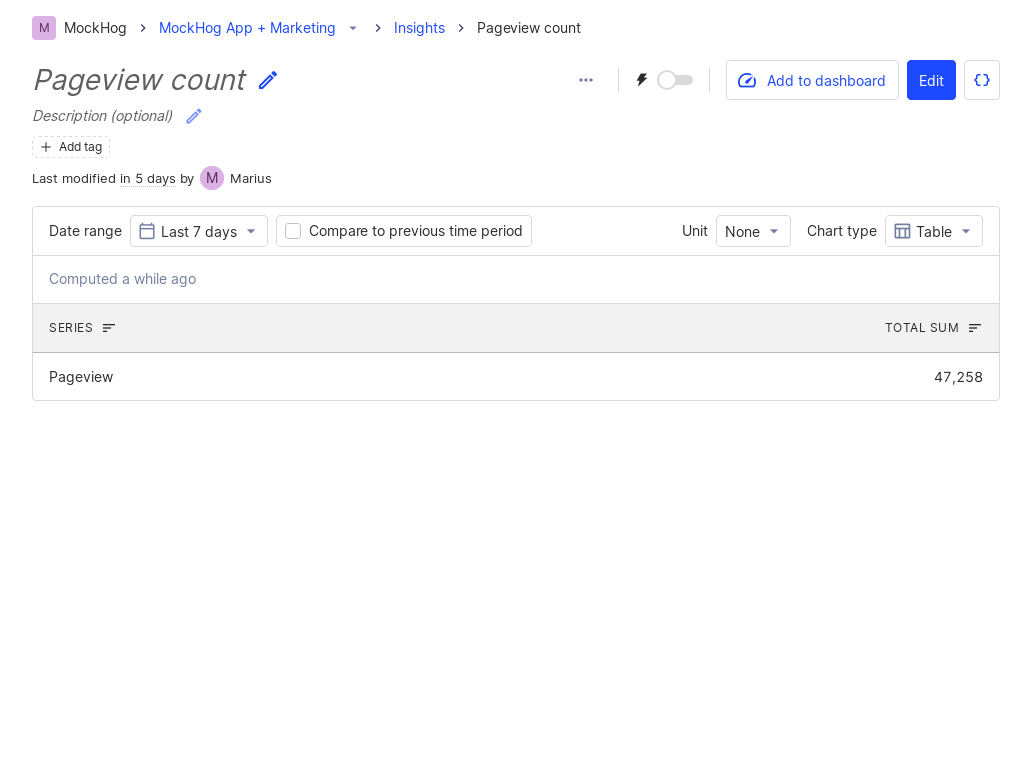 M MockHog MockHog App + Marketing Insights Pageview count
Pageview count
Add to dashboard Edit
Description (optional)
Add tag
Last modified in 5 days by M Marius
Date range Last 7 days Compare to previous time period Unit None Chart type Table
Computed a while ago
SERIES TOTAL SUM
Pageview 47,258